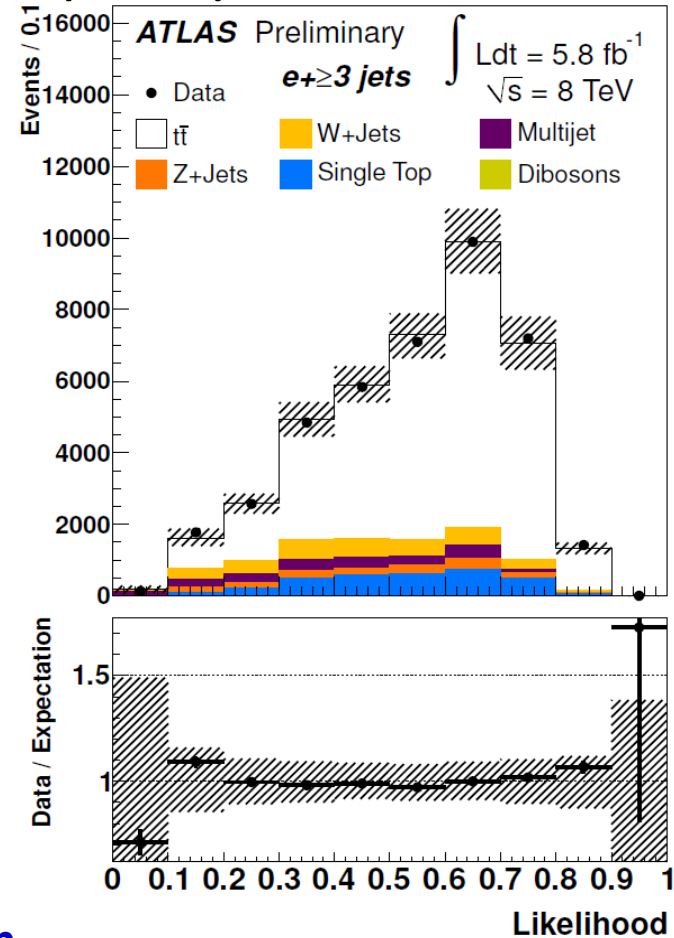 Events / 0.1
16000
14000
12000
10000
8000
6000
4000
2000
0
ATLAS Preliminary
e+≥3 jets
∫ Ldt = 5.8 fb⁻¹
√s = 8 TeV
Data
tt̄
W+Jets
Multijet
Z+Jets
Single Top
Dibosons
Data / Expectation
1.5
1
0 0.1 0.2 0.3 0.4 0.5 0.6 0.7 0.8 0.9 1
Likelihood